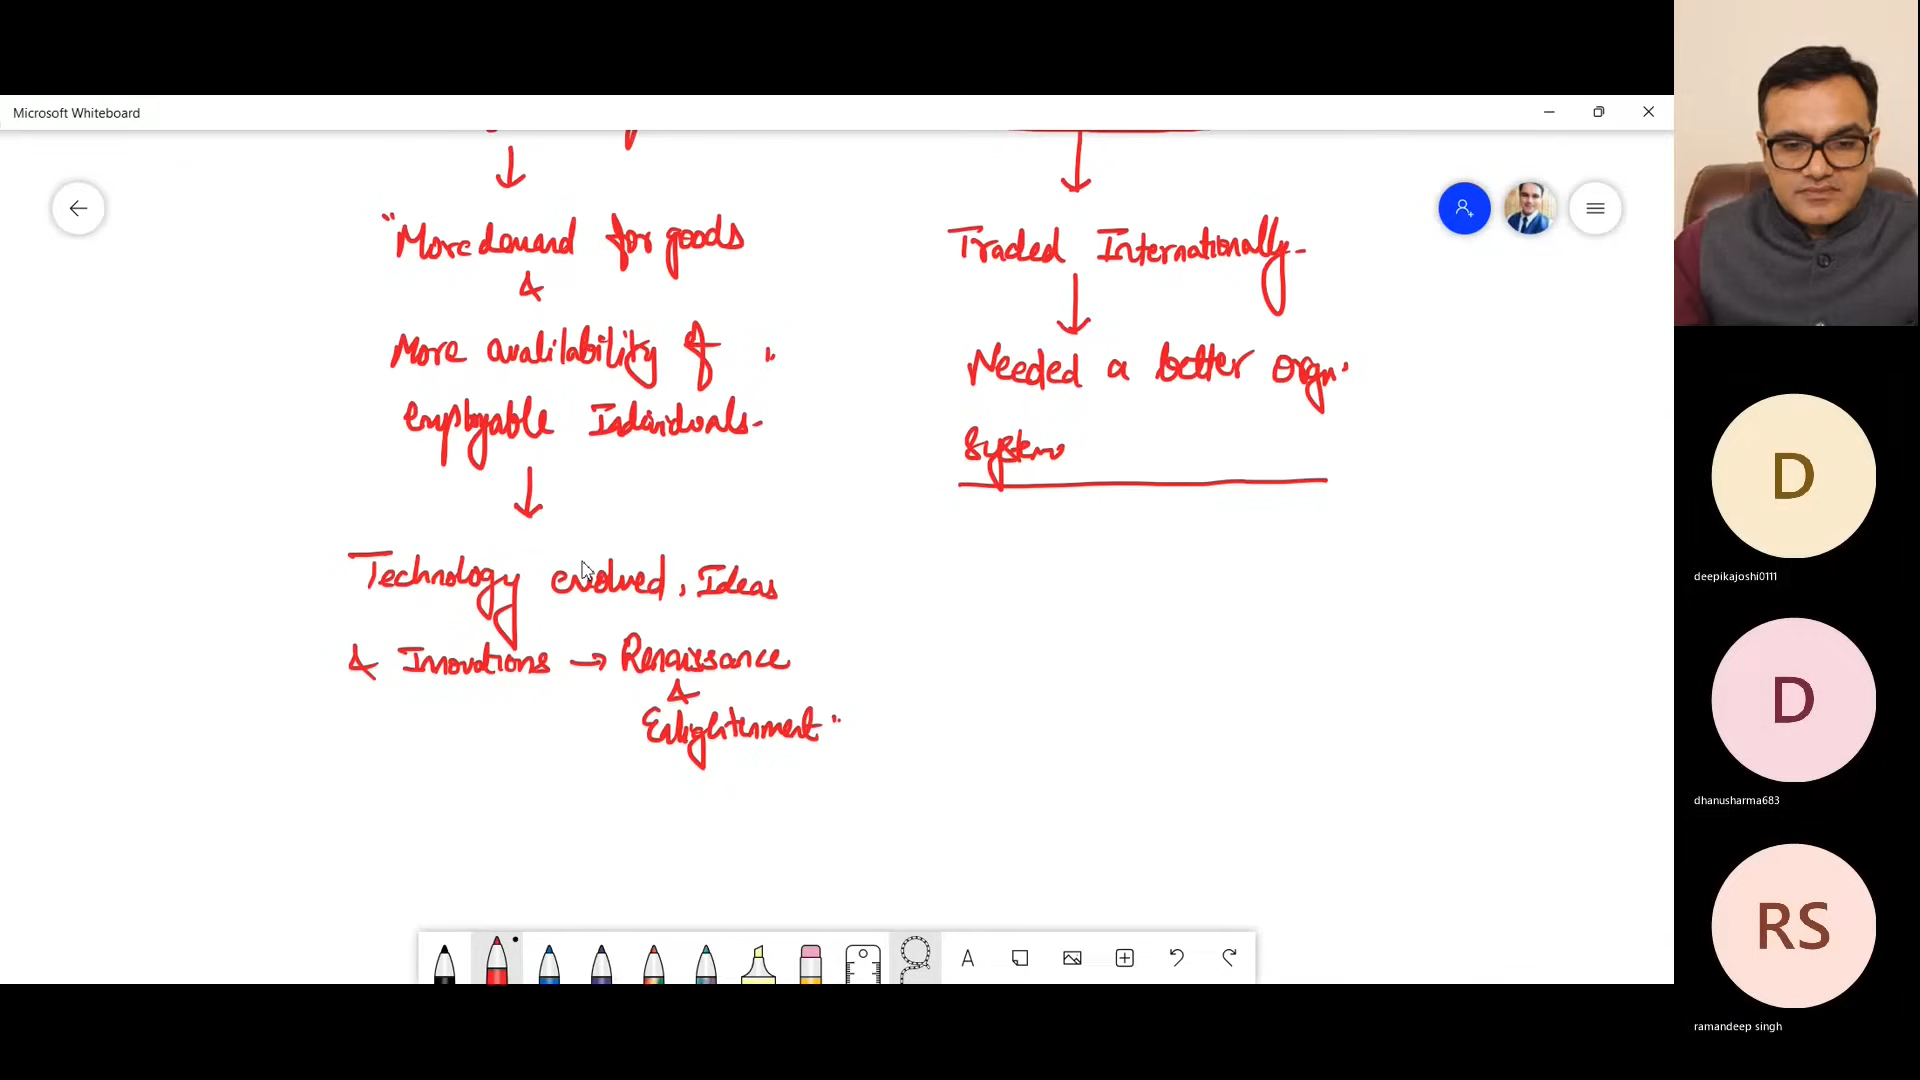 Microsoft Whiteboard
"More demand for goods
&
More availability of "
employable Individuals.
Technology evolved, Ideas
& Inovations → Renaissance
&
Enlightenment"
Traded Internationally.
Needed a better orgn.
System
A
D
deepikajoshi0111
D
dhanusharma683
RS
ramandeep singh